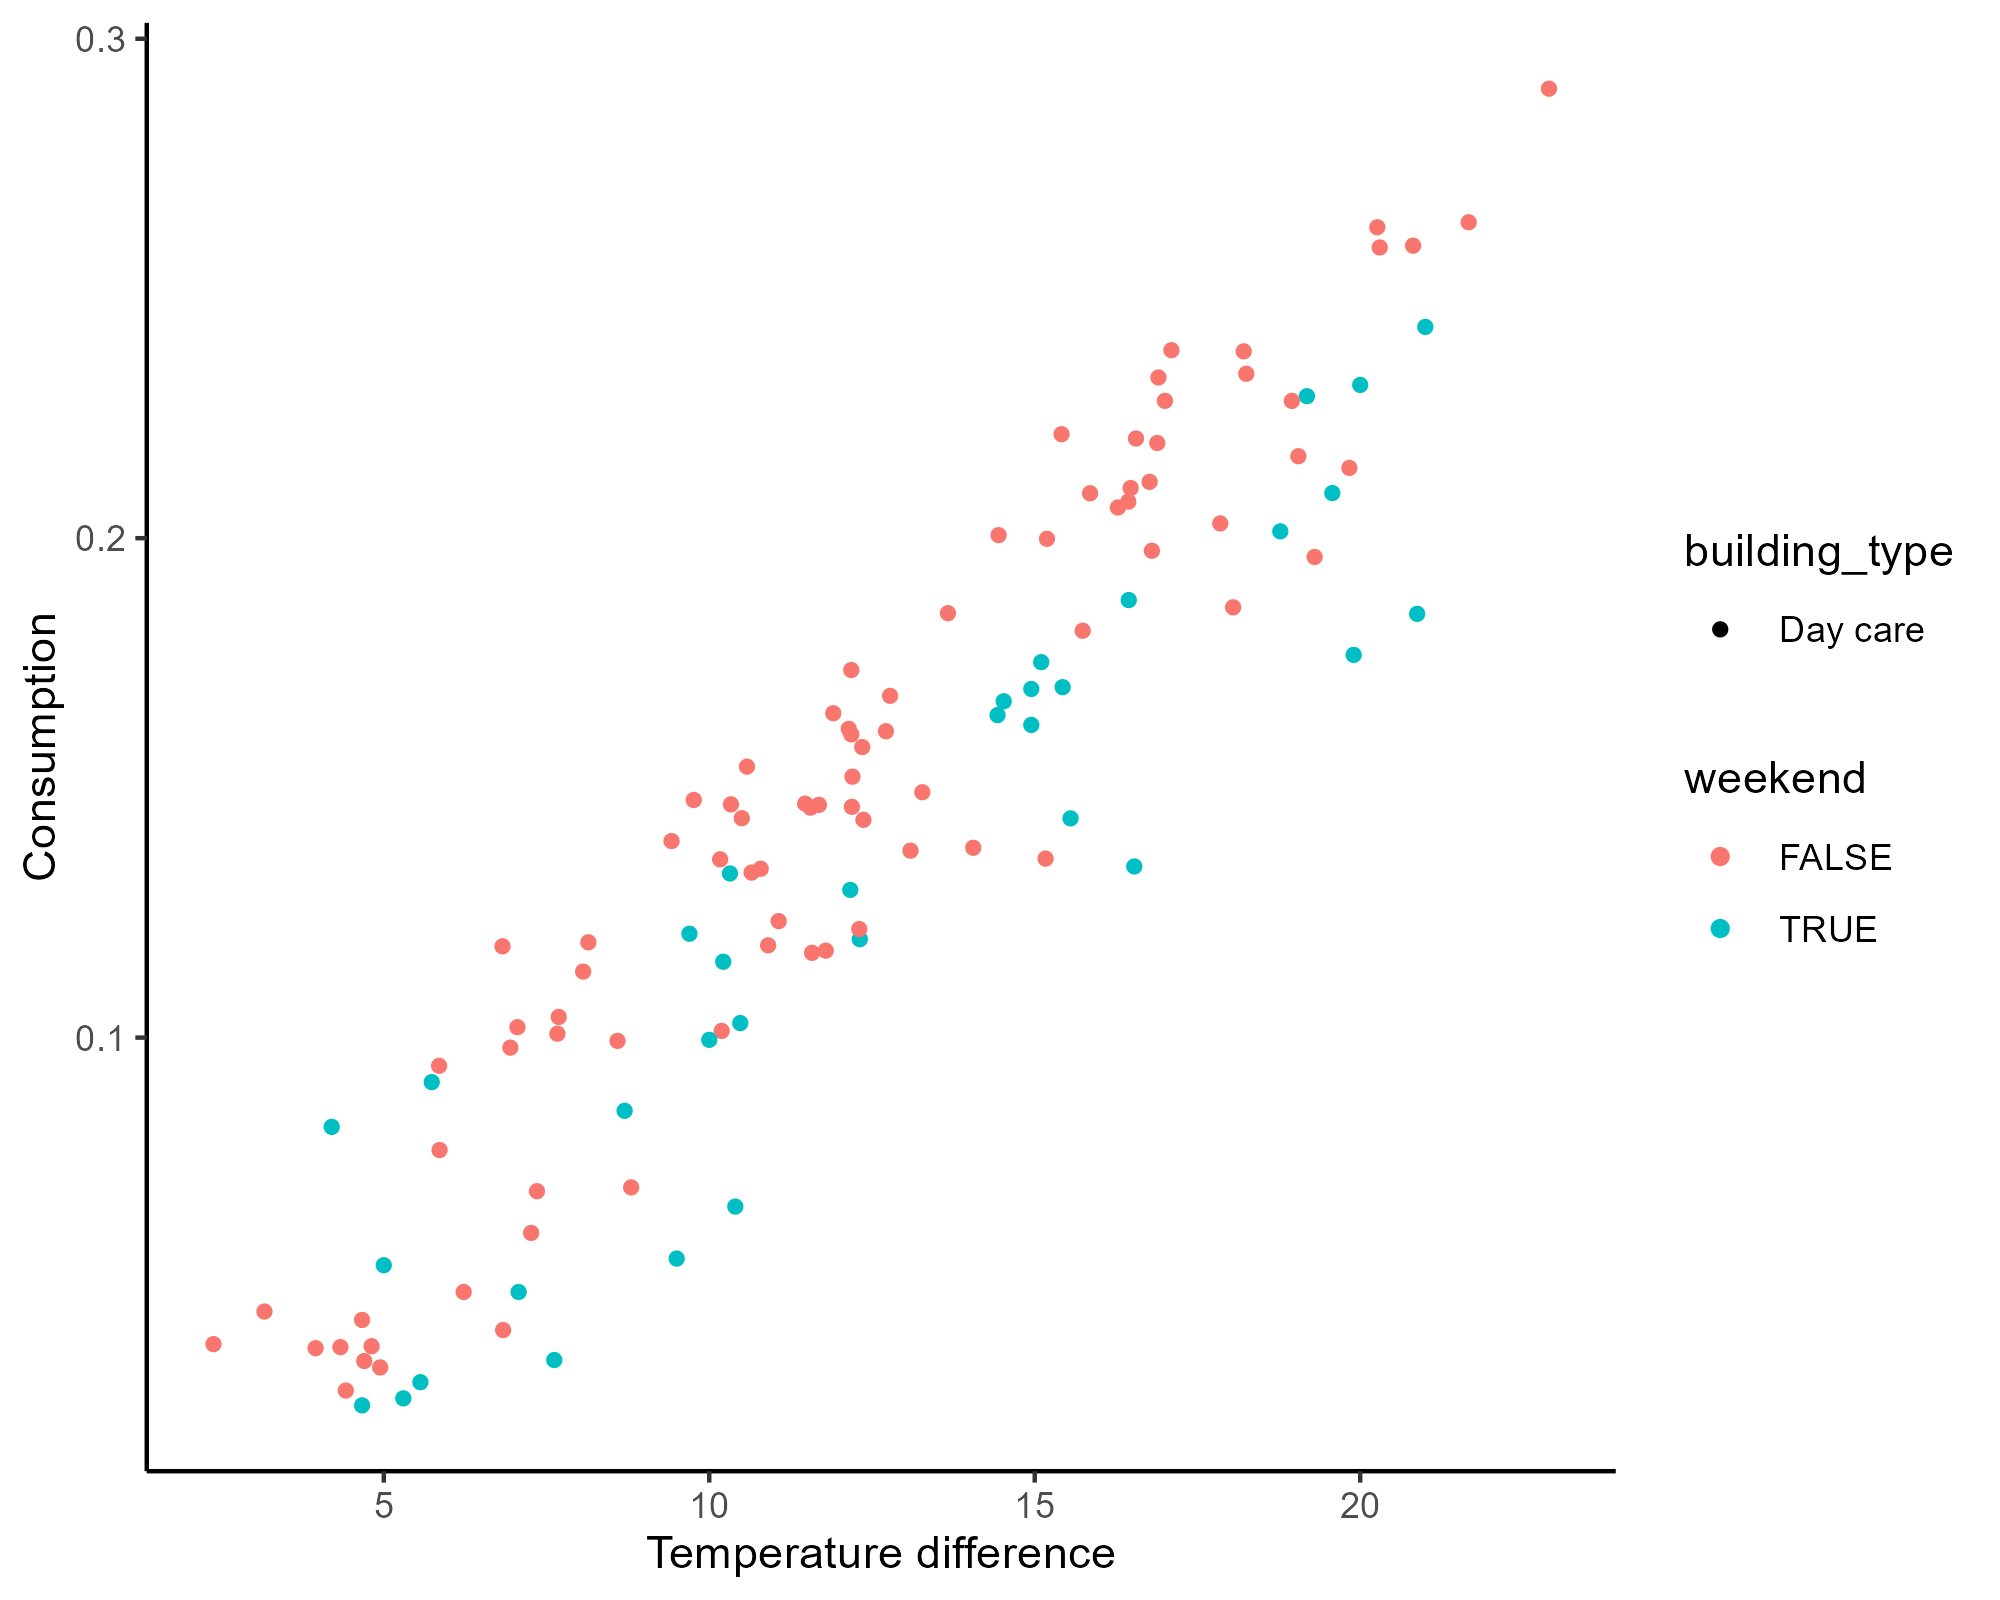 0.3
0.2
0.1
Consumption
5
10
15
20
Temperature difference
building_type
Day care
weekend
FALSE
TRUE